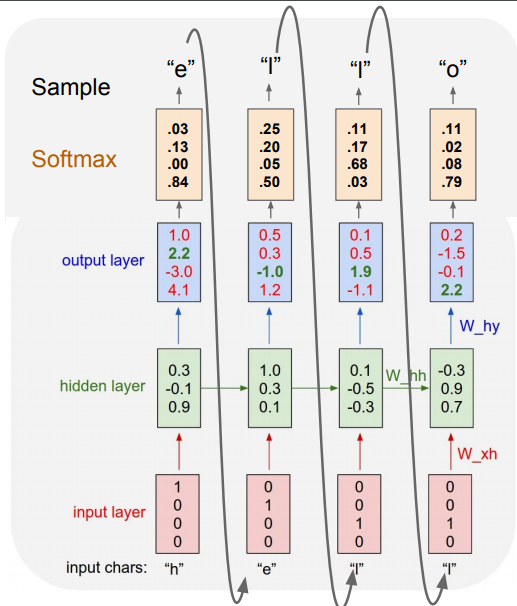 “e” “l” “l” “o”
Sample
.03 .25 .11 .11
.13 .20 .17 .02
Softmax
.00 .05 .68 .08
.84 .50 .03 .79
1.0 0.5 0.1 0.2
2.2 0.3 0.5 -1.5
output layer
-3.0 -1.0 1.9 -0.1
4.1 1.2 -1.1 2.2
W_hy
0.3 1.0 0.1 -0.3
W_hh
hidden layer
-0.1 0.3 -0.5 0.9
0.9 0.1 -0.3 0.7
W_xh
1 0 0 0
0 1 0 0
input layer
0 0 1 1
0 0 0 0
input chars: “h” “e” “l” “l”